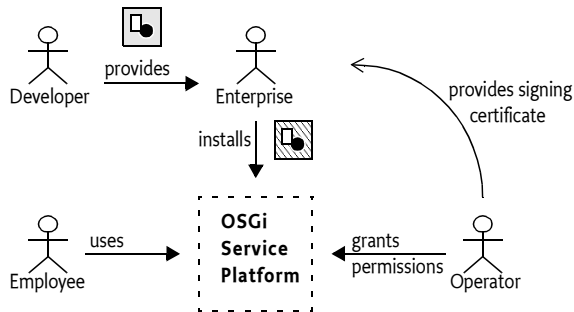 provides
Developer
Enterprise
provides signing
certificate
installs
OSGi
Service
Platform
uses
grants
permissions
Employee
Operator